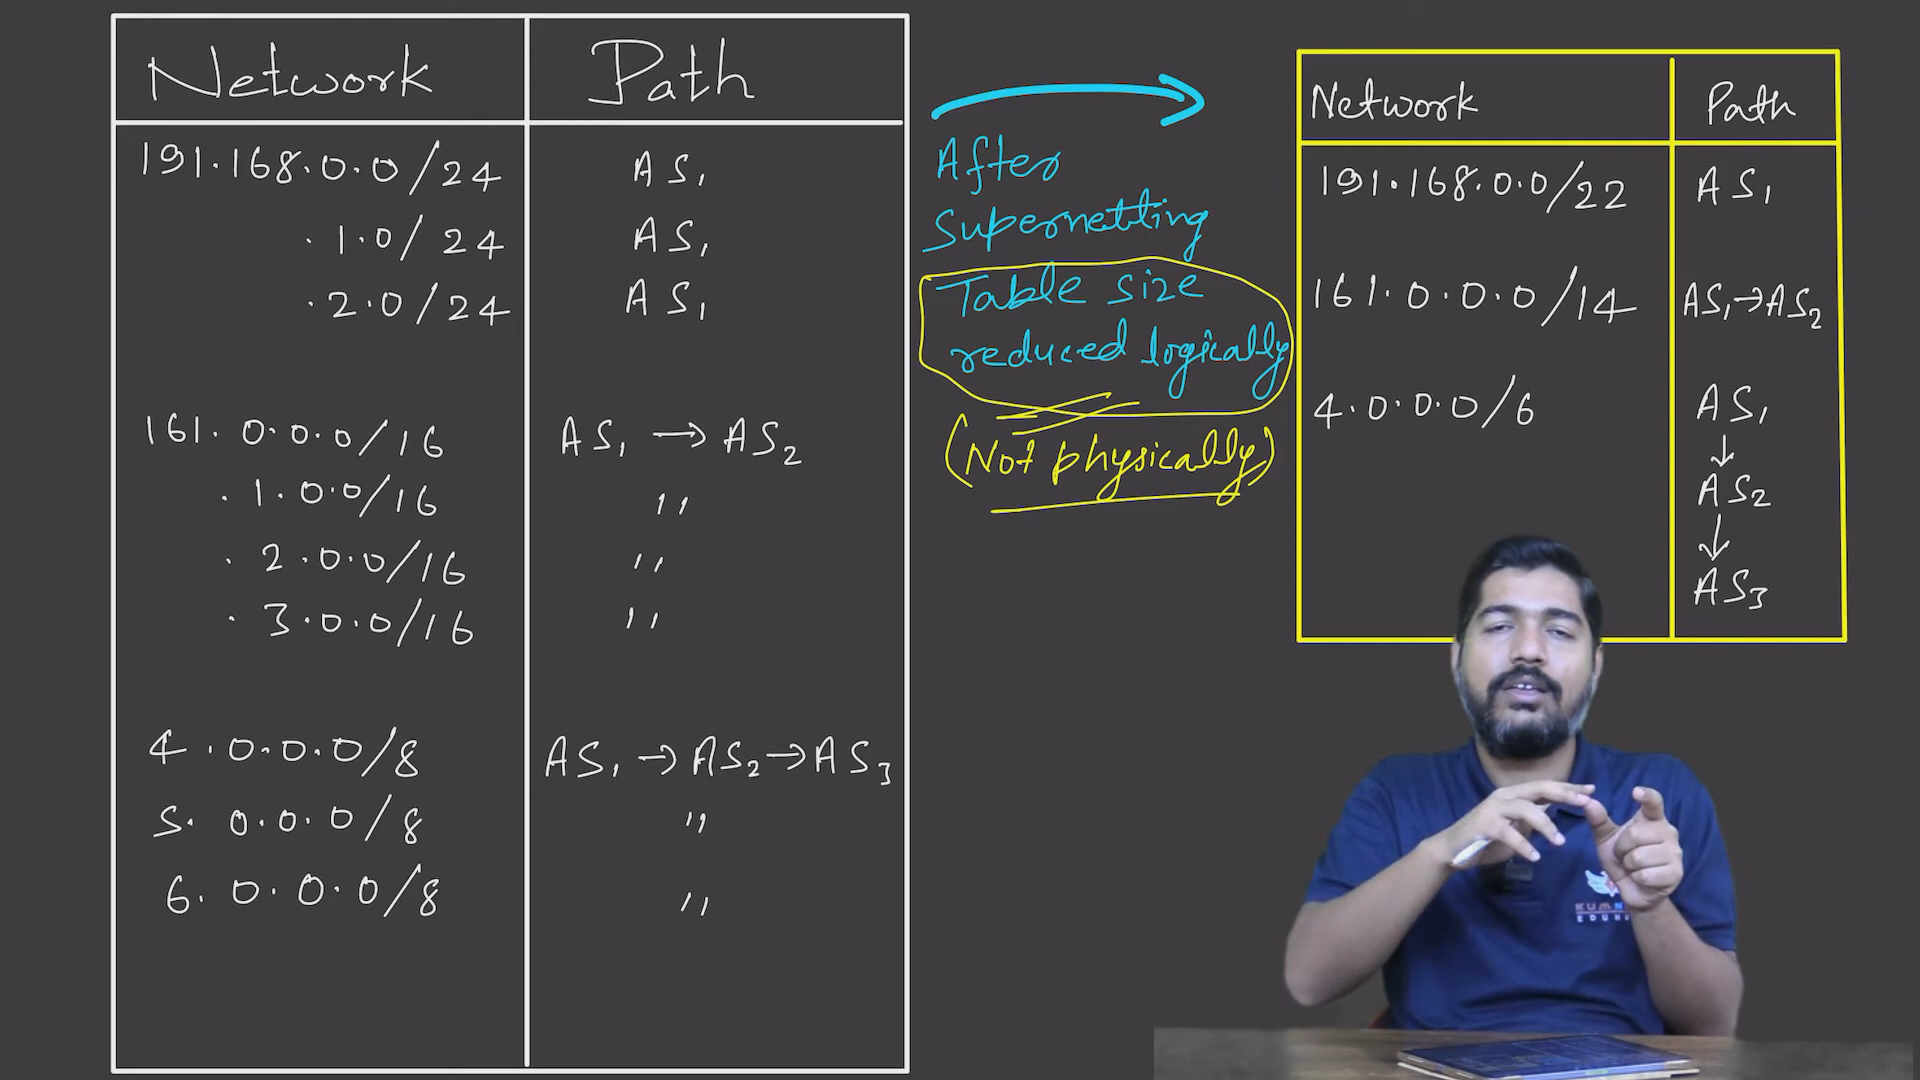 Network Path
191.168.0.0/24 AS₁
.1.0/24 AS₁
.2.0/24 AS₁
161.0.0.0/16 AS₁ → AS₂
.1.0.0/16 ,,
.2.0.0/16 ,,
.3.0.0/16 ,,
4.0.0.0/8 AS₁ → AS₂ → AS₃
5.0.0.0/8 ,,
6.0.0.0/8 ,,
After
Supernetting
Table size
reduced logically
(Not physically)
Network Path
191.168.0.0/22 AS₁
161.0.0.0/14 AS₁→AS₂
4.0.0.0/6 AS₁
↓
AS₂
↓
AS₃